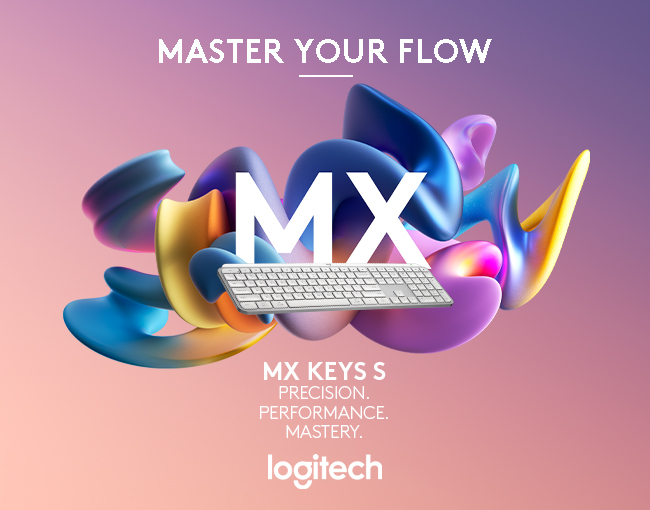 MASTER YOUR FLOW
MX
MX KEYS S
PRECISION.
PERFORMANCE.
MASTERY.
logitech